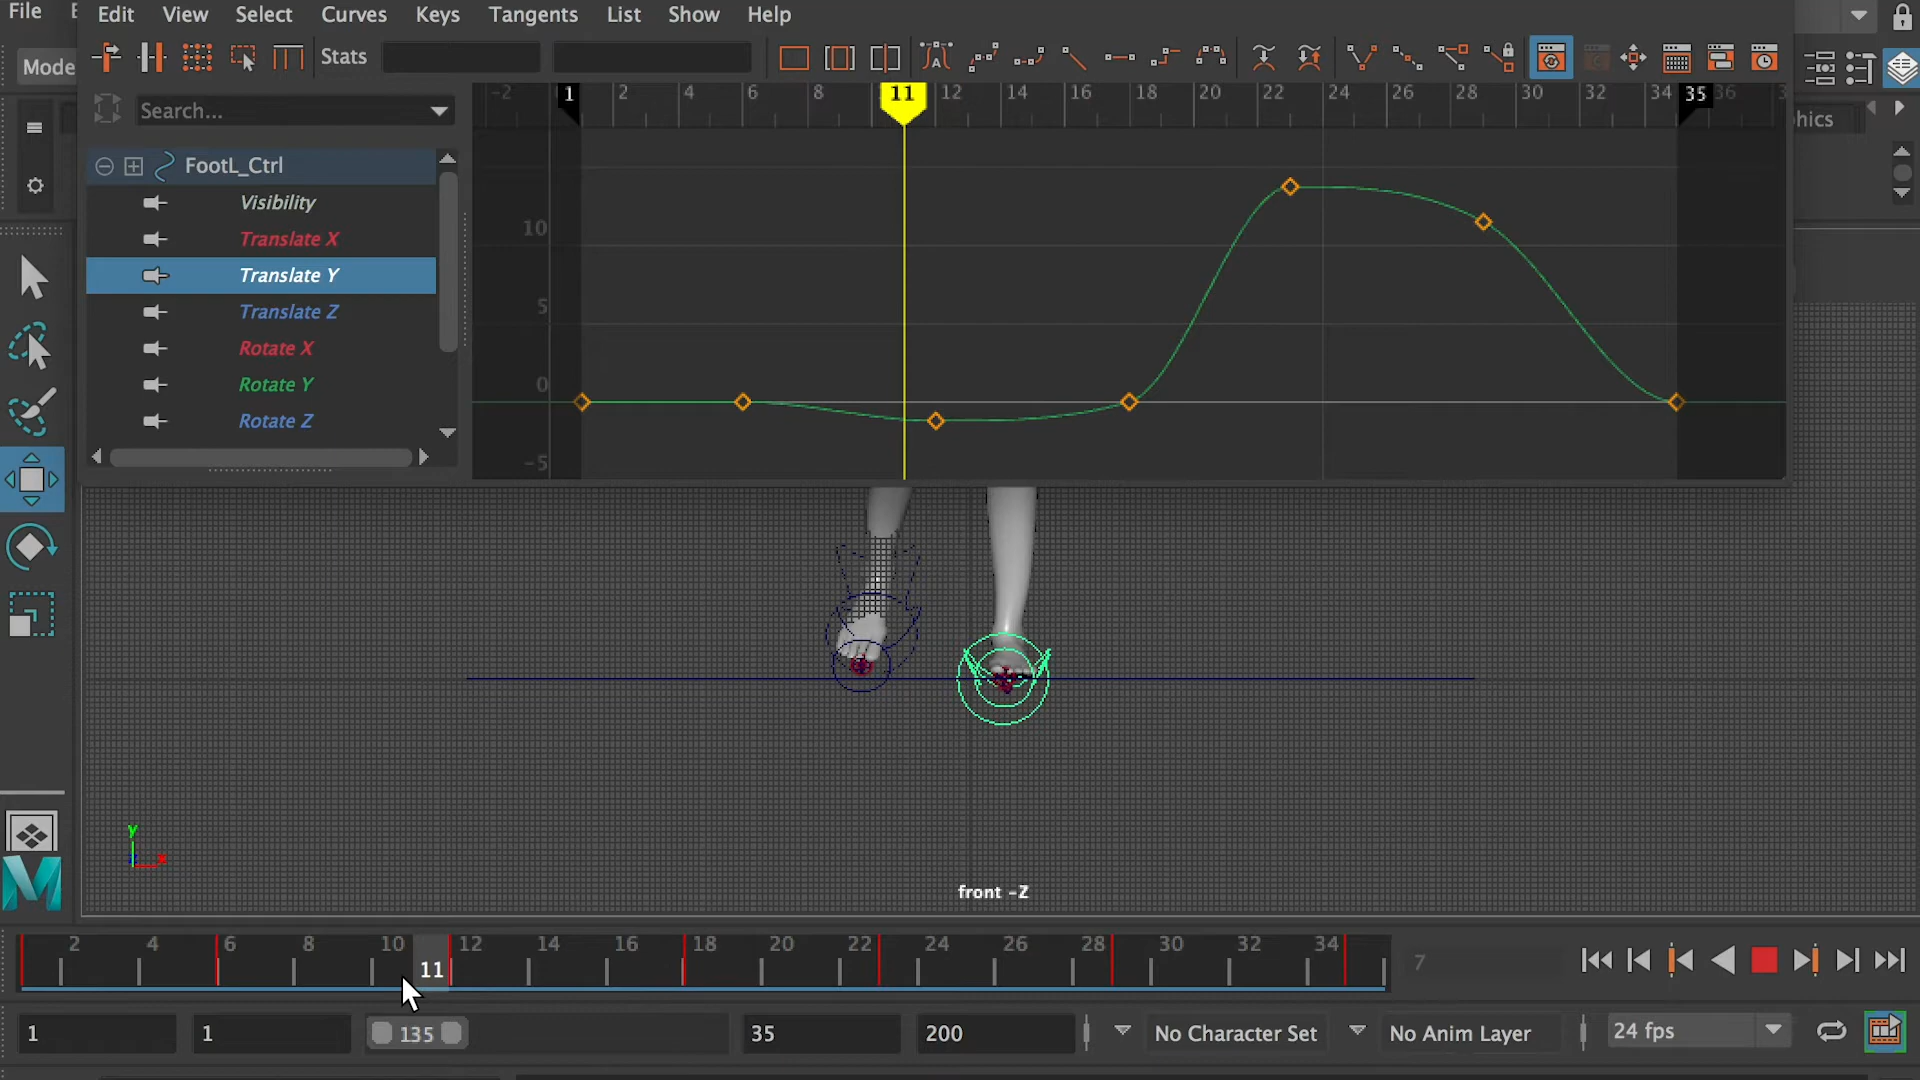 File Edit View Select Curves Keys Tangents List Show Help
Mode
Stats
Search...
-2 1 2 4 6 8 11 12 14 16 18 20 22 24 26 28 30 32 34 35 36
hics
FootL_Ctrl
Visibility
Translate X
Translate Y
Translate Z
Rotate X
Rotate Y
Rotate Z
10
5
0
-5
y
x
front -Z
2 4 6 8 10 12 14 16 18 20 22 24 26 28 30 32 34
11
7
1
1
135
35
200
No Character Set
No Anim Layer
24 fps